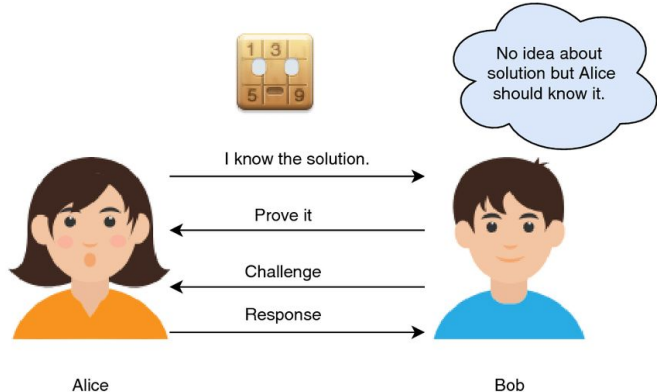 1 3
5 9
No idea about
solution but Alice
should know it.
I know the solution.
Prove it
Challenge
Response
Alice
Bob